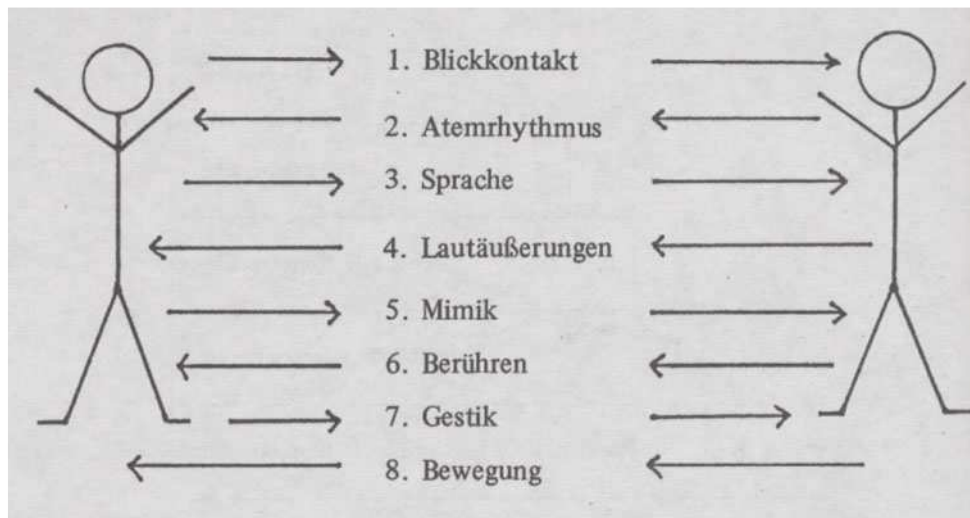 1. Blickkontakt
2. Atemrhythmus
3. Sprache
4. Lautäußerungen
5. Mimik
6. Berühren
7. Gestik
8. Bewegung